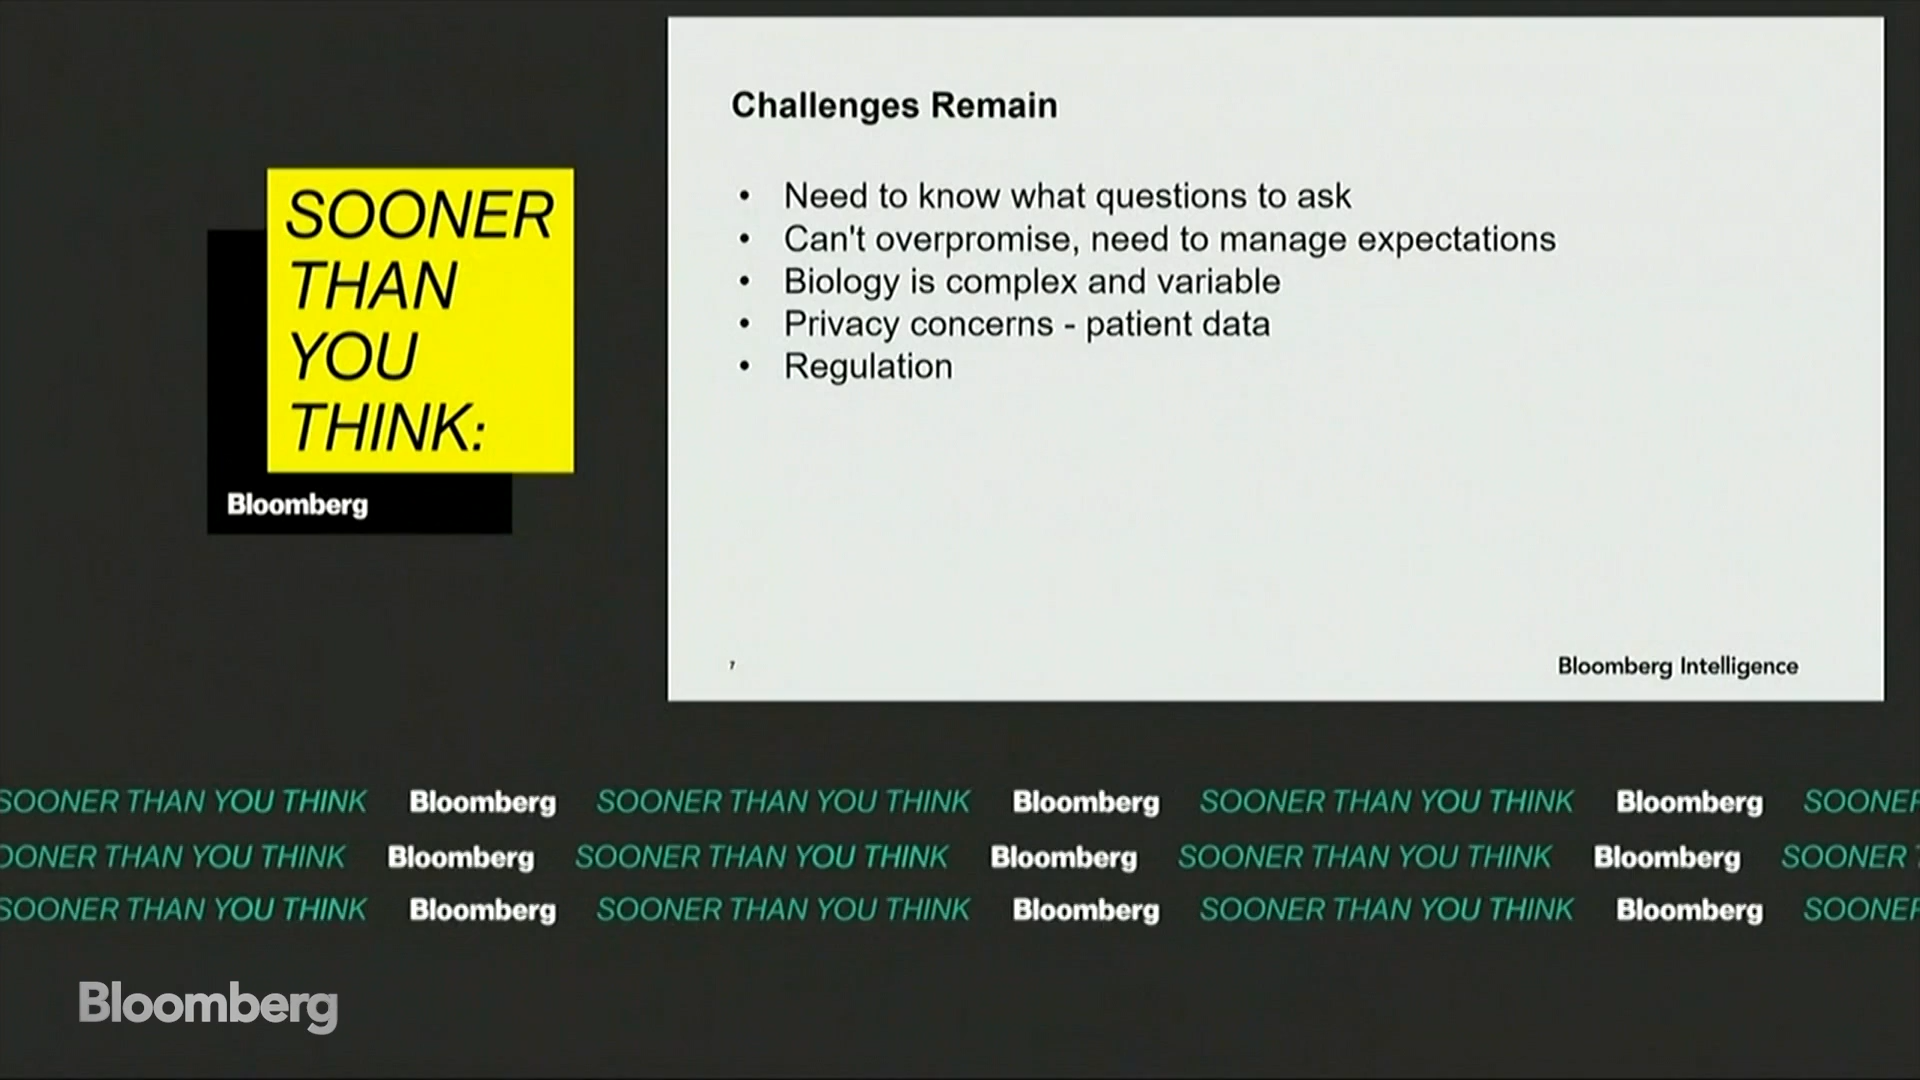 SOONER
THAN
YOU
THINK:
Bloomberg
Challenges Remain
• Need to know what questions to ask
• Can't overpromise, need to manage expectations
• Biology is complex and variable
• Privacy concerns - patient data
• Regulation
7
Bloomberg Intelligence
SOONER THAN YOU THINK Bloomberg SOONER THAN YOU THINK Bloomberg SOONER THAN YOU THINK Bloomberg SOONER
OONER THAN YOU THINK Bloomberg SOONER THAN YOU THINK Bloomberg SOONER THAN YOU THINK Bloomberg SOONER
SOONER THAN YOU THINK Bloomberg SOONER THAN YOU THINK Bloomberg SOONER THAN YOU THINK Bloomberg SOONER
Bloomberg